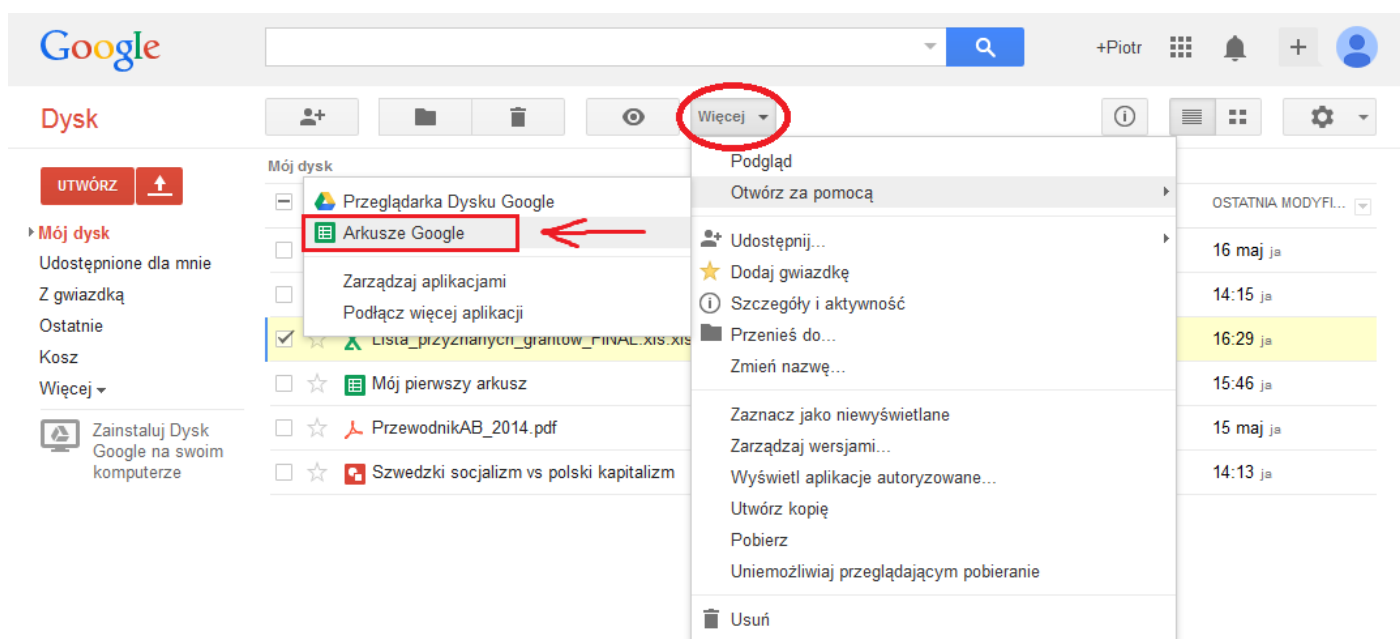 Google
+Piotr
Dysk
Więcej
UTWÓRZ
Mój dysk
Udostępnione dla mnie
Z gwiazdką
Ostatnie
Kosz
Więcej
Zainstaluj Dysk
Google na swoim
komputerze
Mój dysk
Przeglądarka Dysku Google
Arkusze Google
Zarządzaj aplikacjami
Podłącz więcej aplikacji
Lista_przyznanych_grantów_FINAL.xls.xls
Mój pierwszy arkusz
PrzewodnikAB_2014.pdf
Szwedzki socjalizm vs polski kapitalizm
Podgląd
Otwórz za pomocą
Udostępnij...
Dodaj gwiazdkę
Szczegóły i aktywność
Przenieś do...
Zmień nazwę...
Zaznacz jako niewyświetlane
Zarządzaj wersjami...
Wyświetl aplikacje autoryzowane...
Utwórz kopię
Pobierz
Uniemożliwiaj przeglądającym pobieranie
Usuń
OSTATNIA MODYFI...
16 maj ja
14:15 ja
16:29 ja
15:46 ja
15 maj ja
14:13 ja